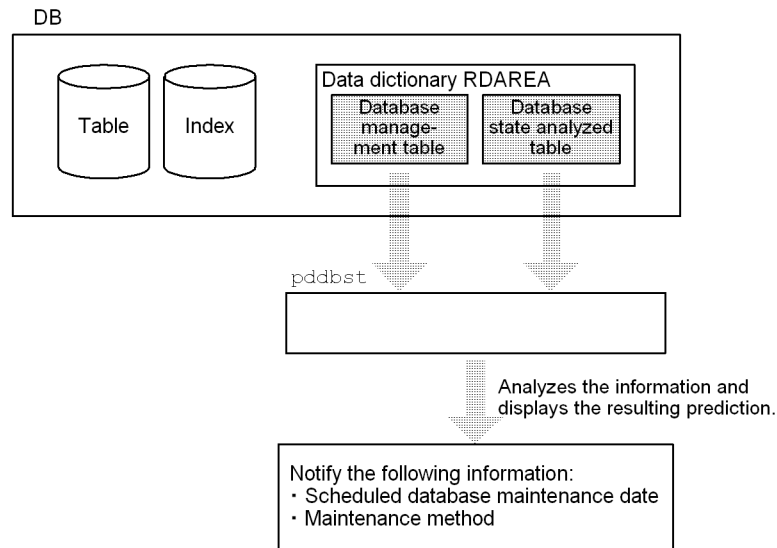 DB
Data dictionary RDAREA
Table
Index
Database
manage-
ment table
Database
state analyzed
table
pddbst
Analyzes the information and
displays the resulting prediction.
Notify the following information:
・Scheduled database maintenance date
・Maintenance method